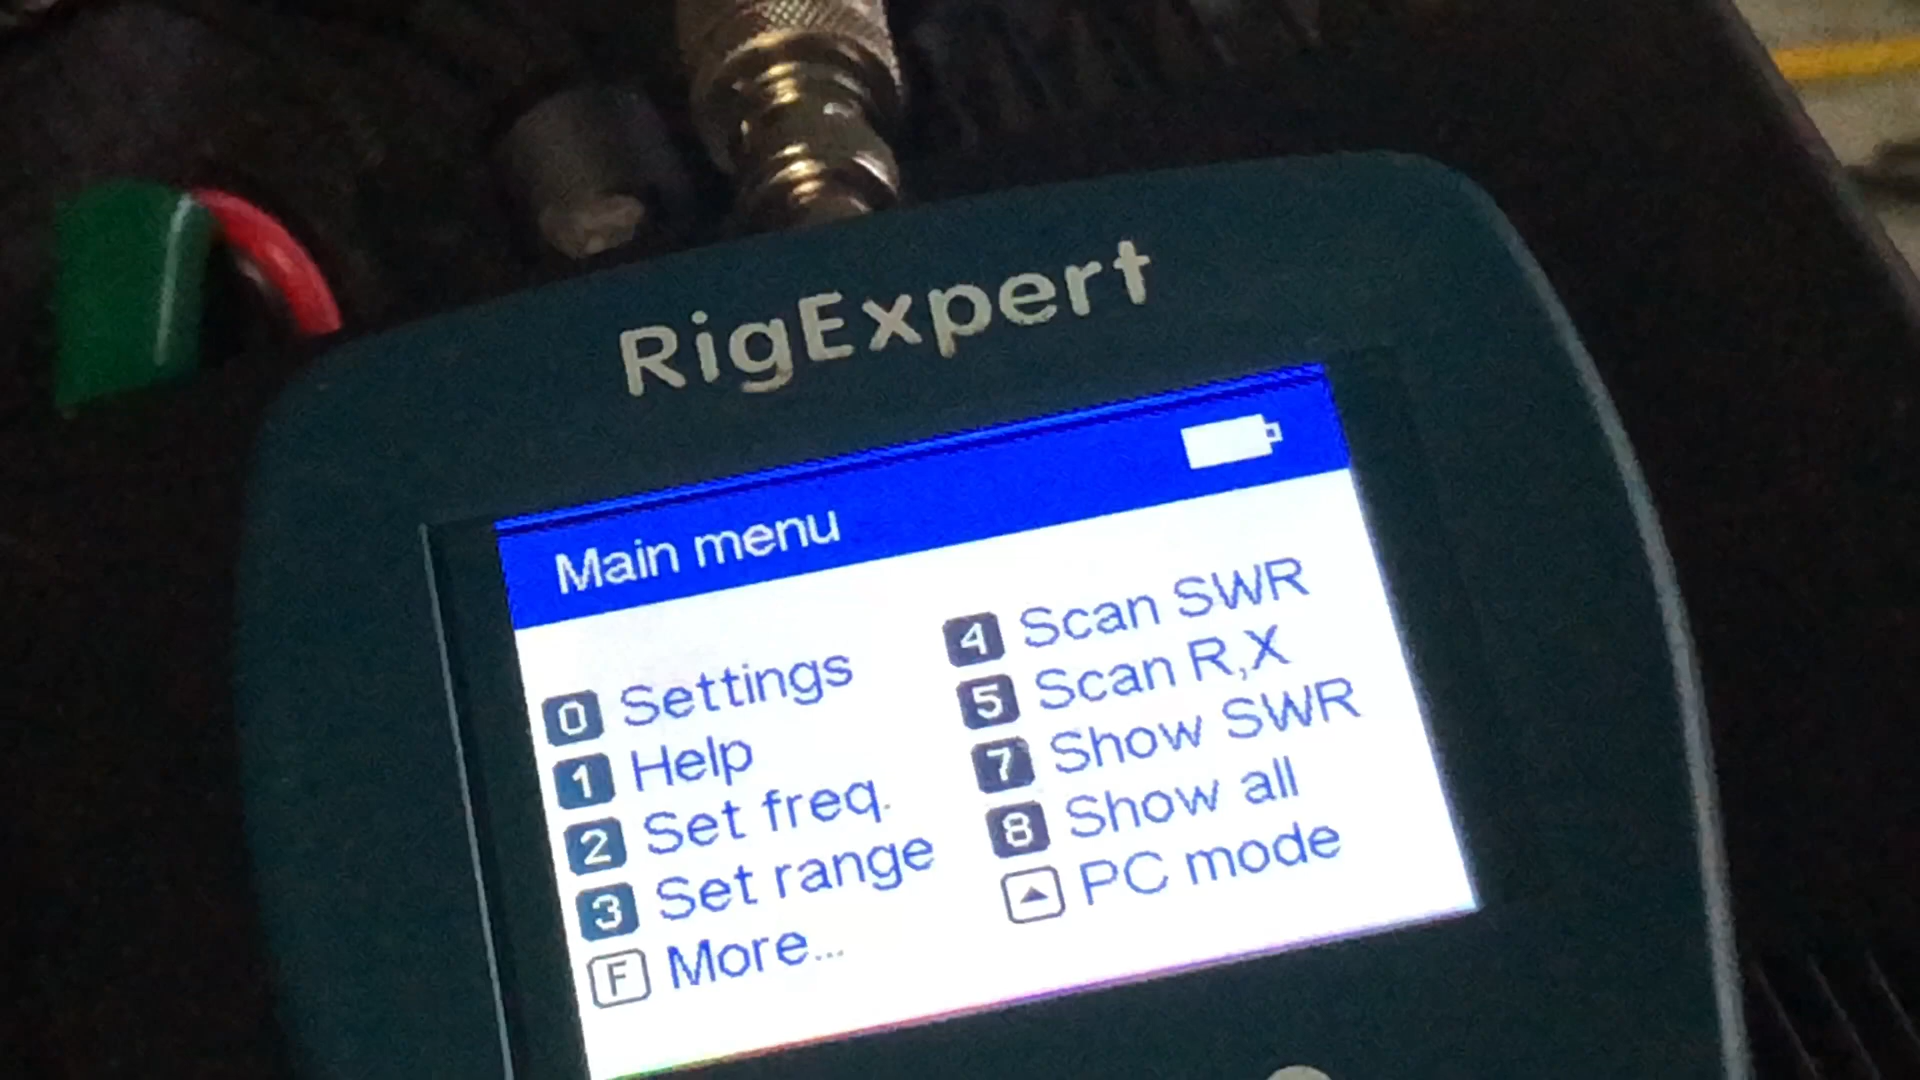 RigExpert
Main menu
0 Settings
1 Help
2 Set freq.
3 Set range
F More...
4 Scan SWR
5 Scan R,X
7 Show SWR
8 Show all
PC mode